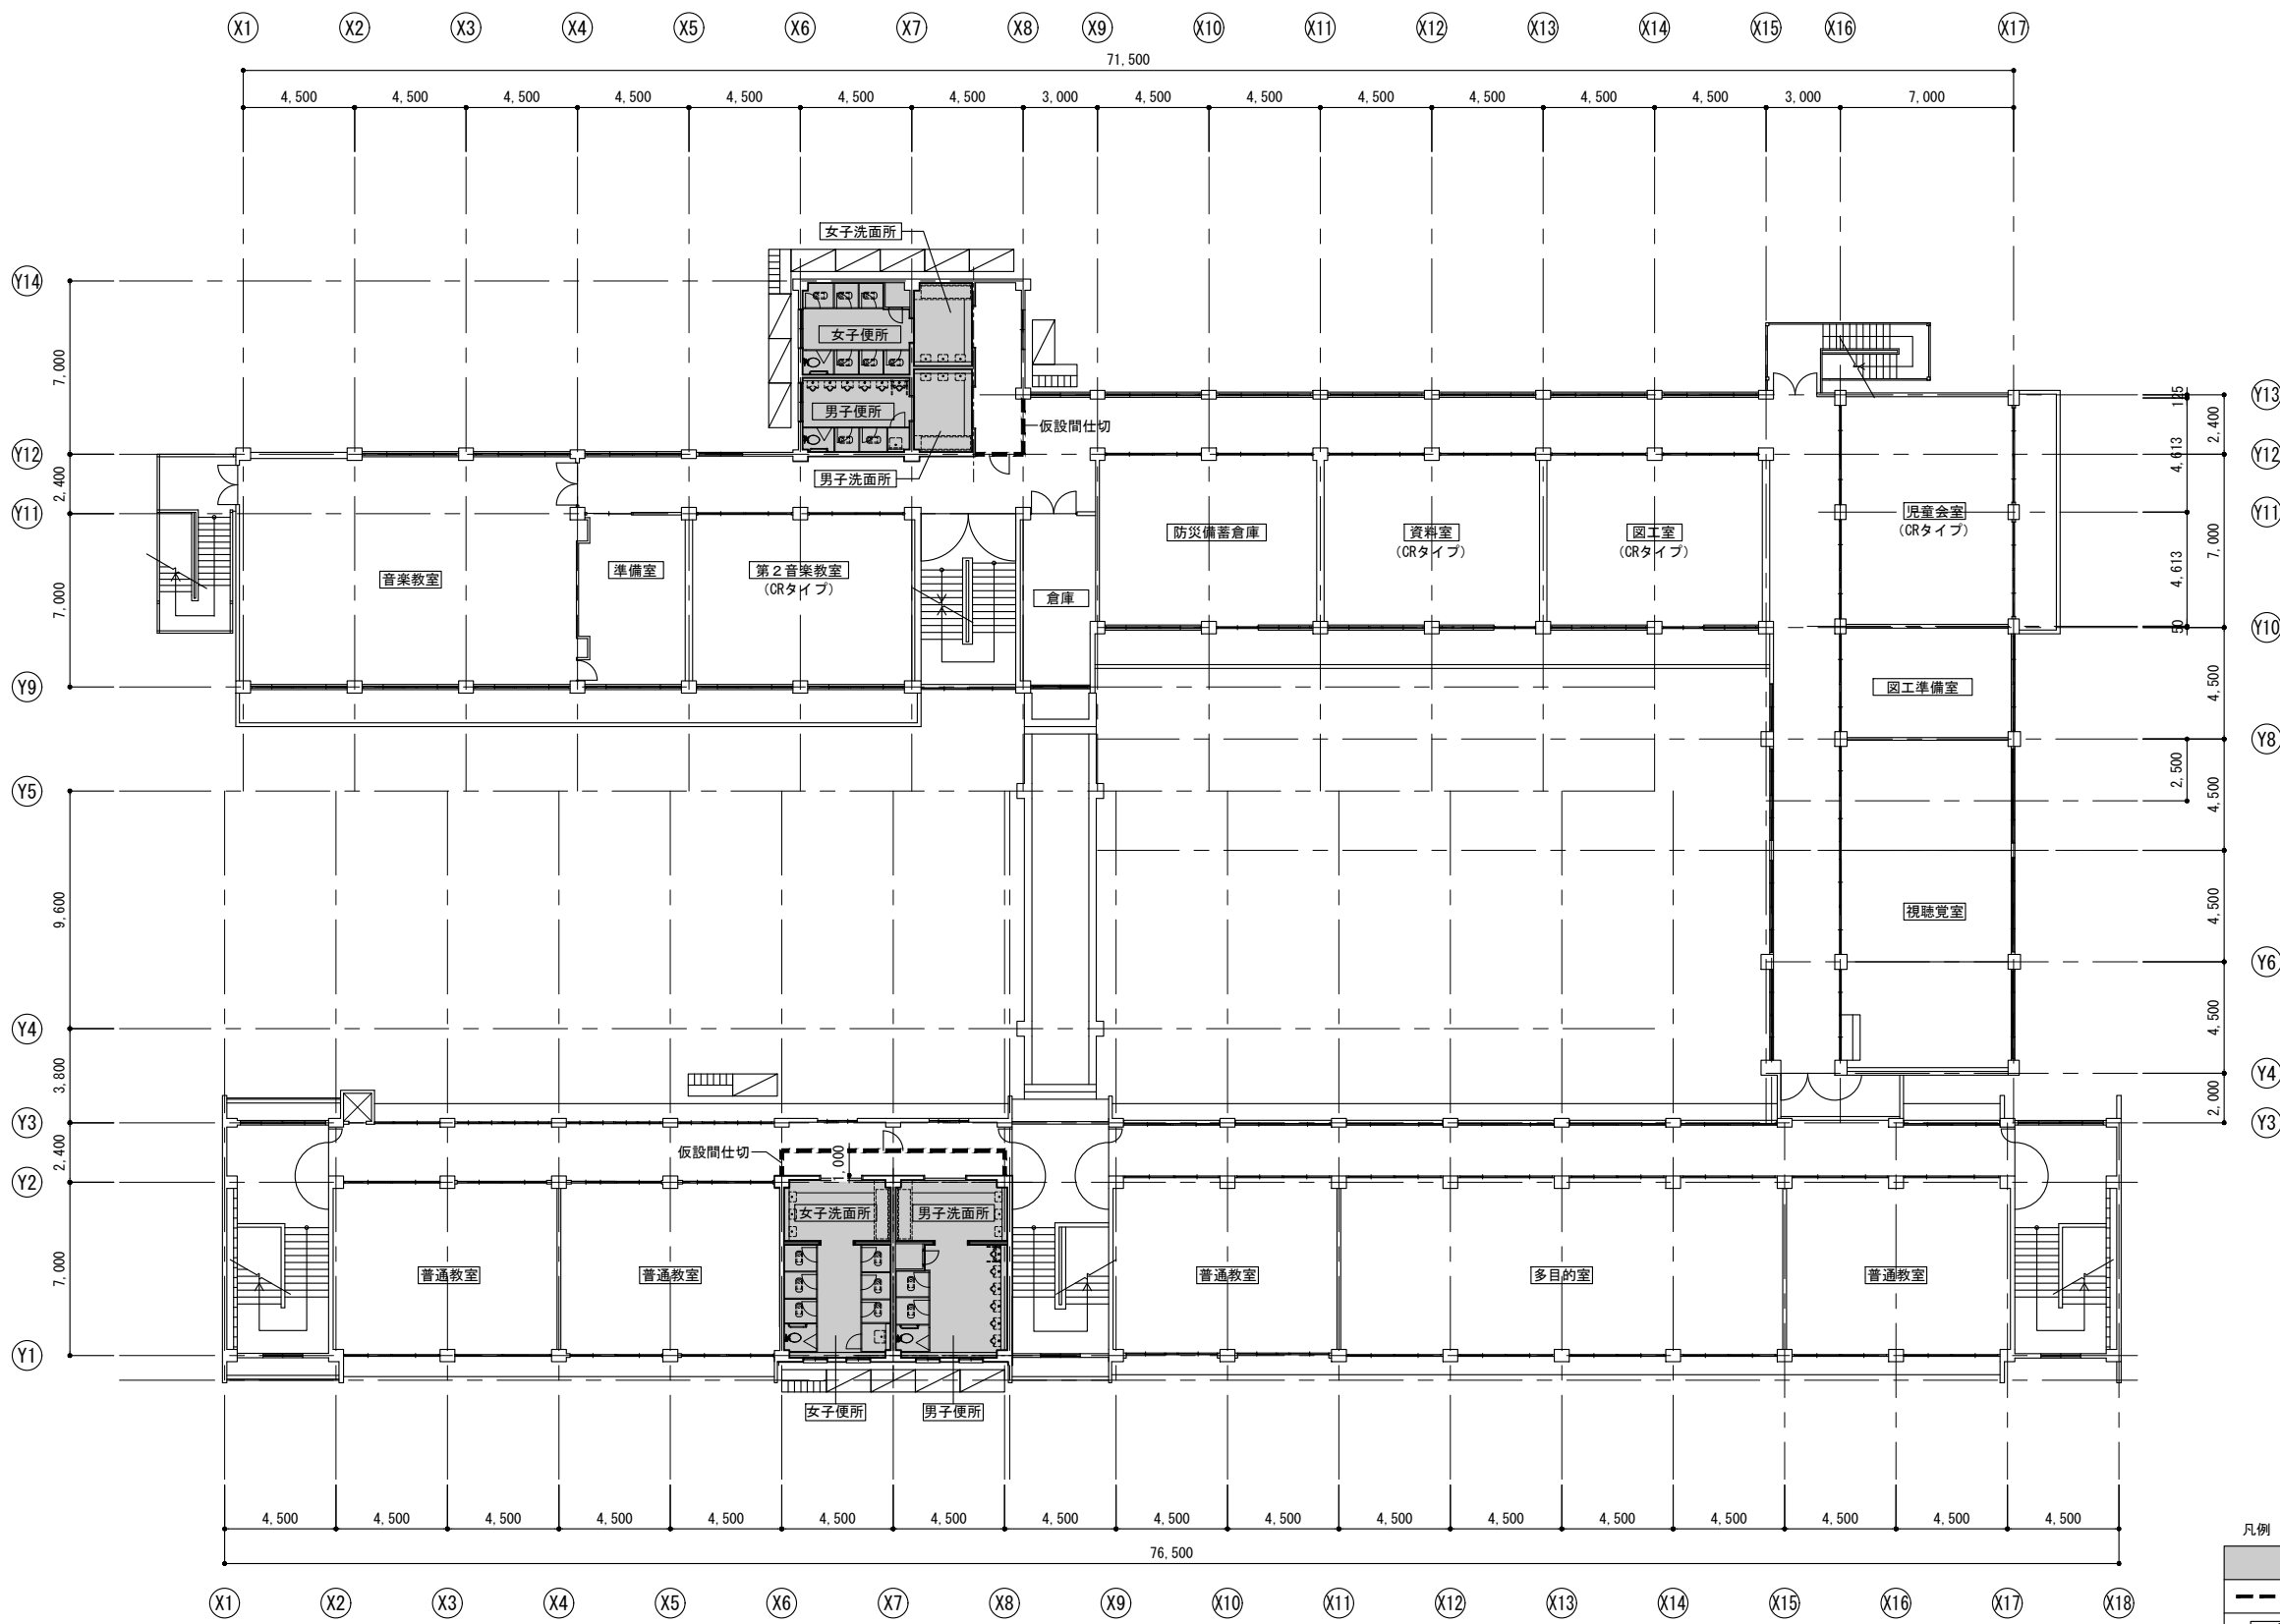 X1 X2 X3 X4 X5 X6 X7 X8 X9 X10 X11 X12 X13 X14 X15 X16 X17
71,500
4,500 4,500 4,500 4,500 4,500 4,500 4,500 3,000 4,500 4,500 4,500 4,500 4,500 4,500 3,000 7,000
女子洗面所
Y14
女子便所
7,000
男子便所
仮設間仕切
Y13
125
2,400
Y12
男子洗面所
4,613
Y12
2,400
Y11
防災備蓄倉庫
資料室
(CRタイプ)
図工室
(CRタイプ)
児童会室
(CRタイプ)
Y11
7,000
音楽教室
準備室
第2音楽教室
(CRタイプ)
倉庫
7,000
4,613
50
Y10
Y9
図工準備室
4,500
Y8
2,500
Y5
4,500
9,600
視聴覚室
4,500
Y6
Y4
4,500
3,800
Y4
2,000
Y3
Y3
2,400
仮設間仕切
1,000
Y2
女子洗面所
男子洗面所
7,000
普通教室
普通教室
普通教室
多目的室
普通教室
Y1
女子便所
男子便所
4,500 4,500 4,500 4,500 4,500 4,500 4,500 4,500 4,500 4,500 4,500 4,500 4,500 4,500 4,500 4,500 4,500
76,500
凡例
X1 X2 X3 X4 X5 X6 X7 X8 X9 X10 X11 X12 X13 X14 X15 X16 X17 X18